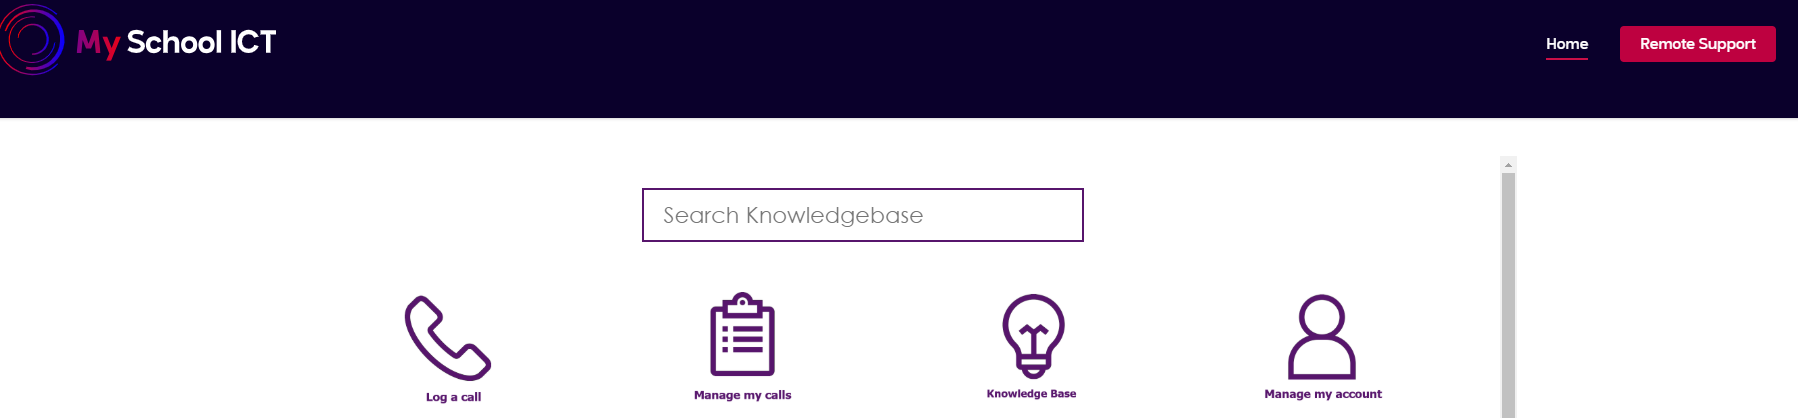 My School ICT
Home
Remote Support
Search Knowledgebase
Log a call
Manage my calls
Knowledge Base
Manage my account